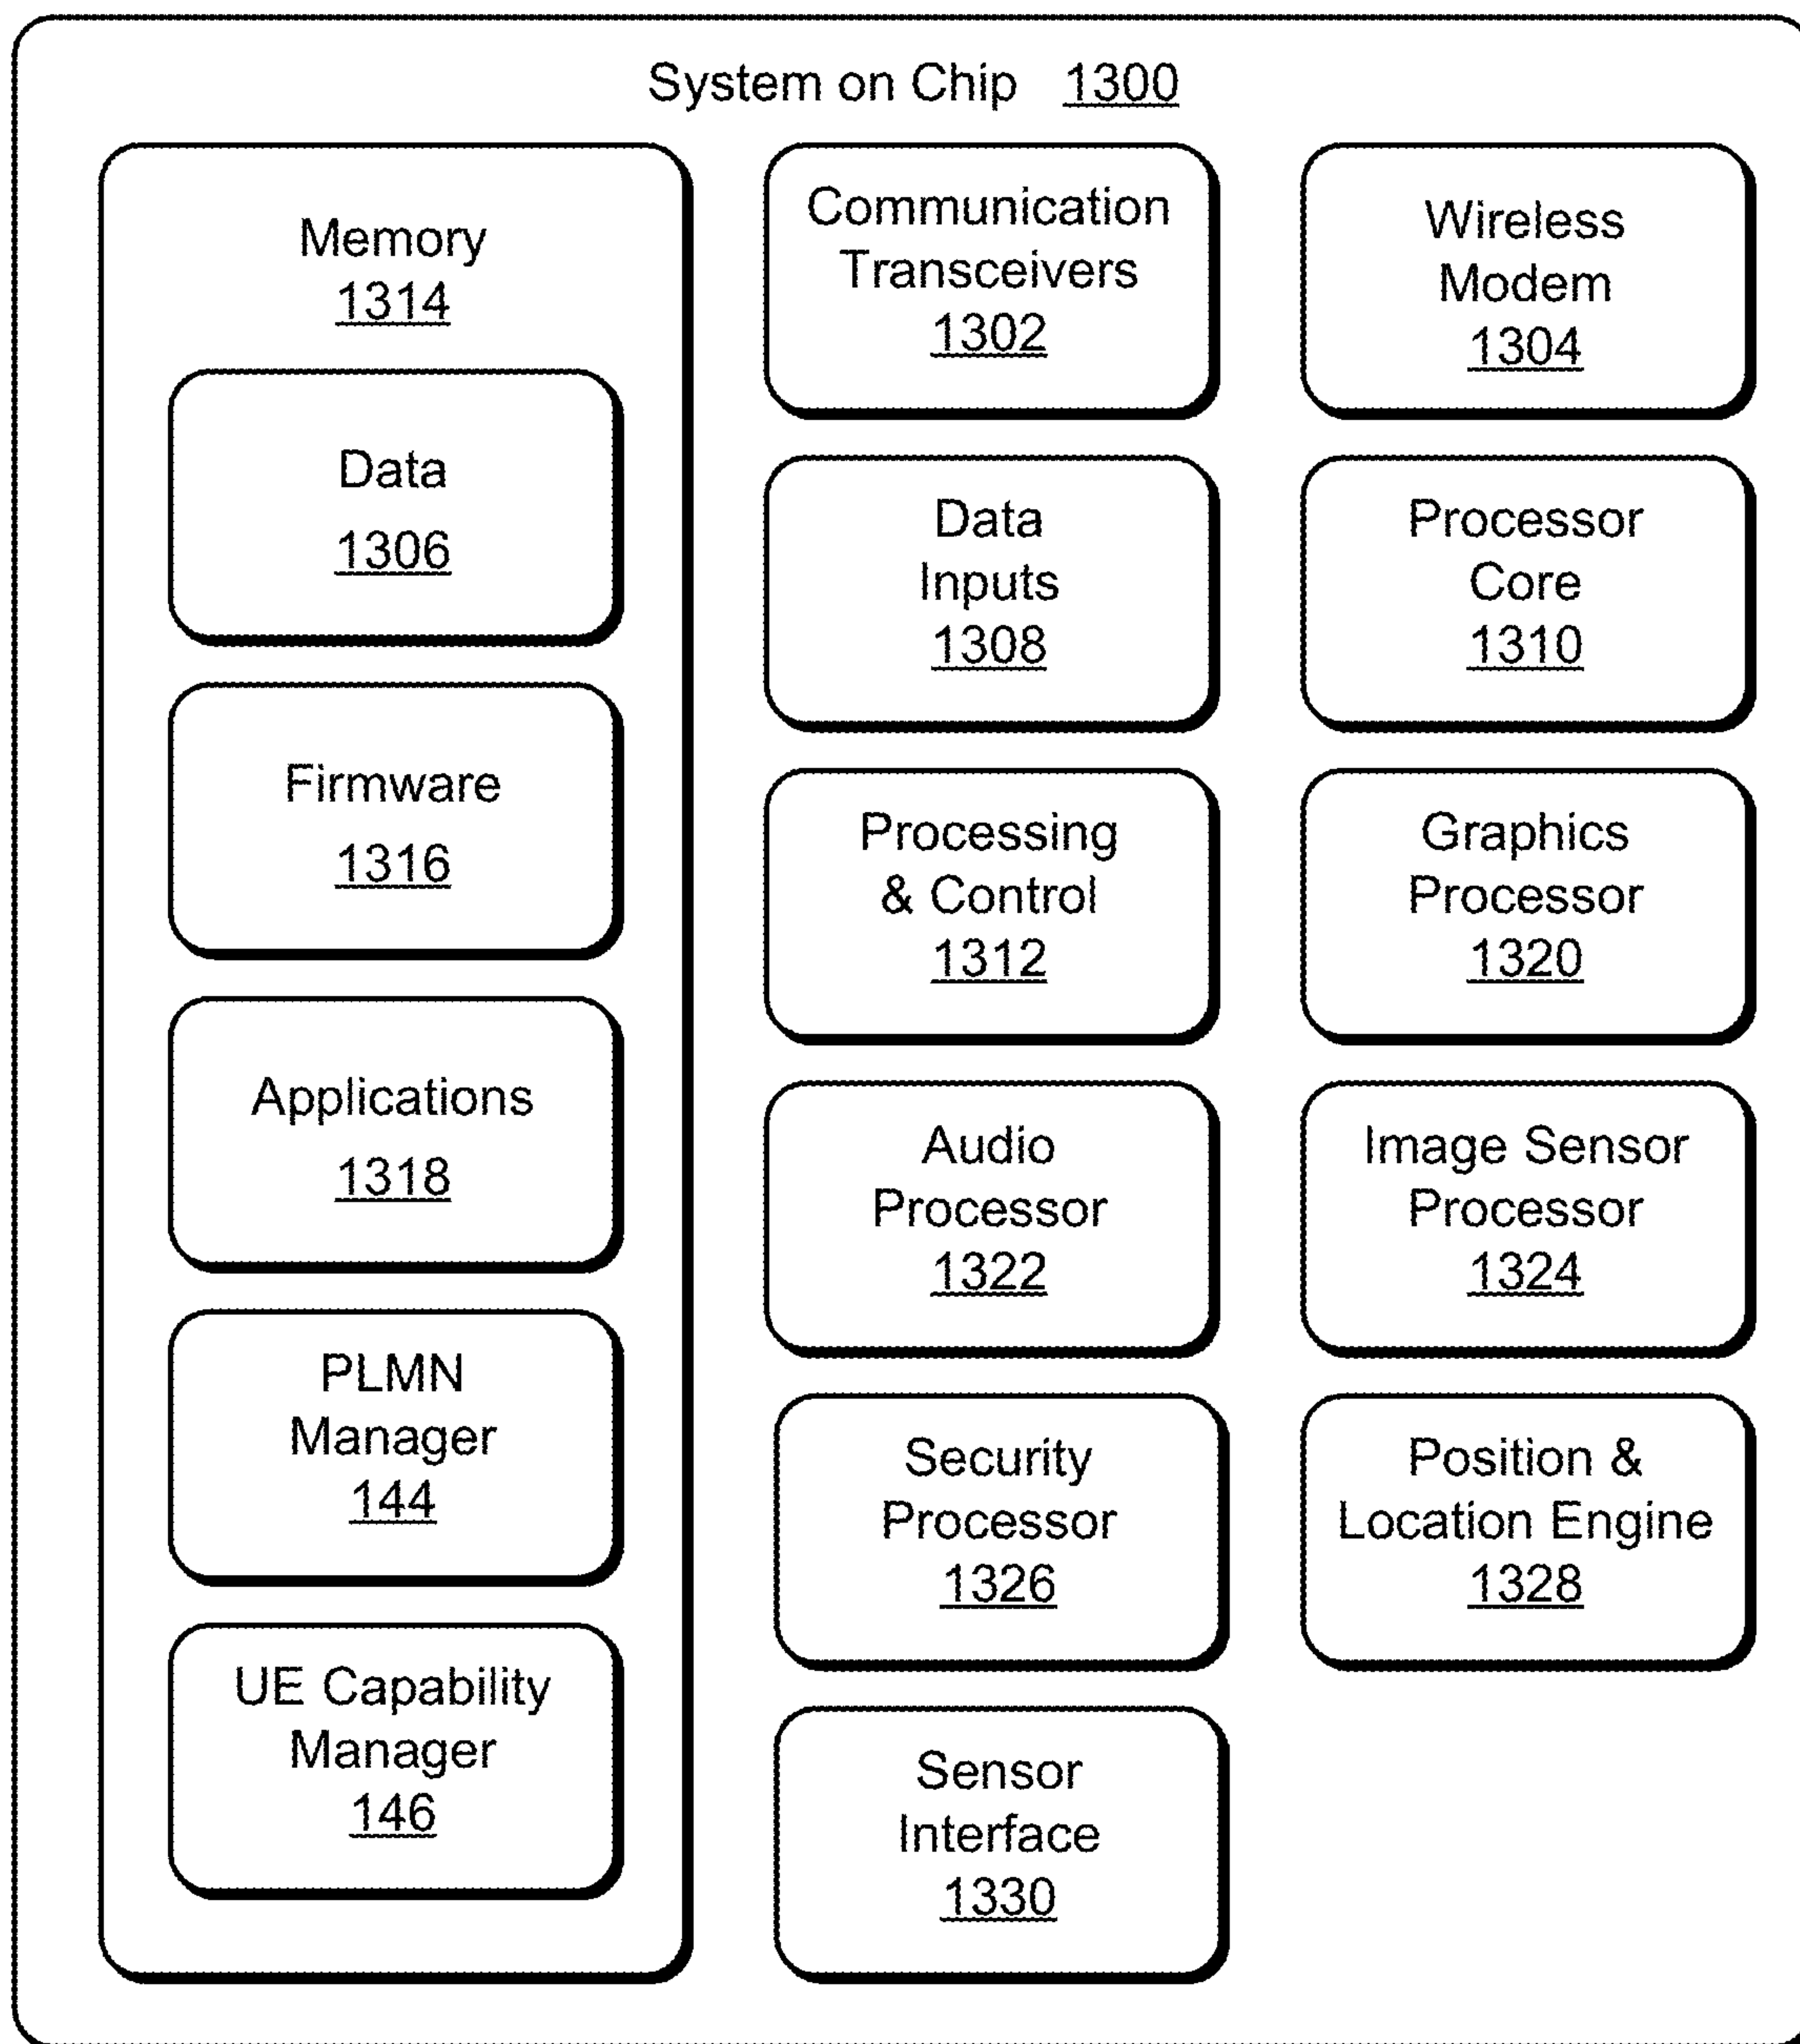 System on Chip 1300
Memory
1314
Data
1306
Firmware
1316
Applications
1318
PLMN
Manager
144
UE Capability
Manager
146
Communication
Transceivers
1302
Wireless
Modem
1304
Data
Inputs
1308
Processor
Core
1310
Processing
& Control
1312
Graphics
Processor
1320
Audio
Processor
1322
Image Sensor
Processor
1324
Security
Processor
1326
Position &
Location Engine
1328
Sensor
Interface
1330